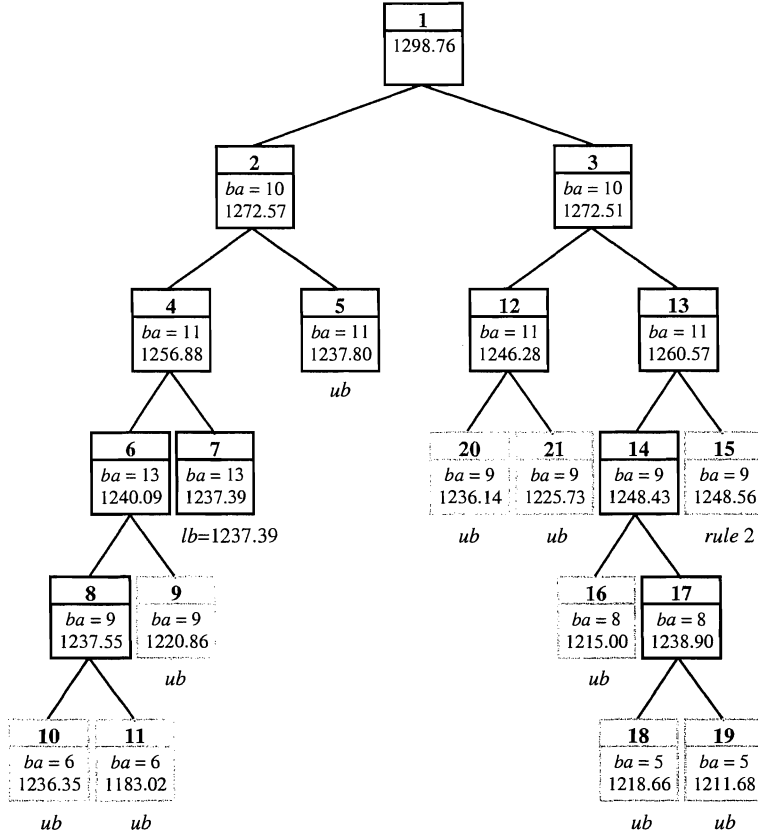 1
1298.76
2
ba = 10
1272.57
3
ba = 10
1272.51
4
ba = 11
1256.88
5
ba = 11
1237.80
ub
12
ba = 11
1246.28
13
ba = 11
1260.57
6
ba = 13
1240.09
7
ba = 13
1237.39
lb=1237.39
20
ba = 9
1236.14
ub
21
ba = 9
1225.73
ub
14
ba = 9
1248.43
15
ba = 9
1248.56
rule 2
8
ba = 9
1237.55
9
ba = 9
1220.86
ub
16
ba = 8
1215.00
ub
17
ba = 8
1238.90
10
ba = 6
1236.35
ub
11
ba = 6
1183.02
ub
18
ba = 5
1218.66
ub
19
ba = 5
1211.68
ub